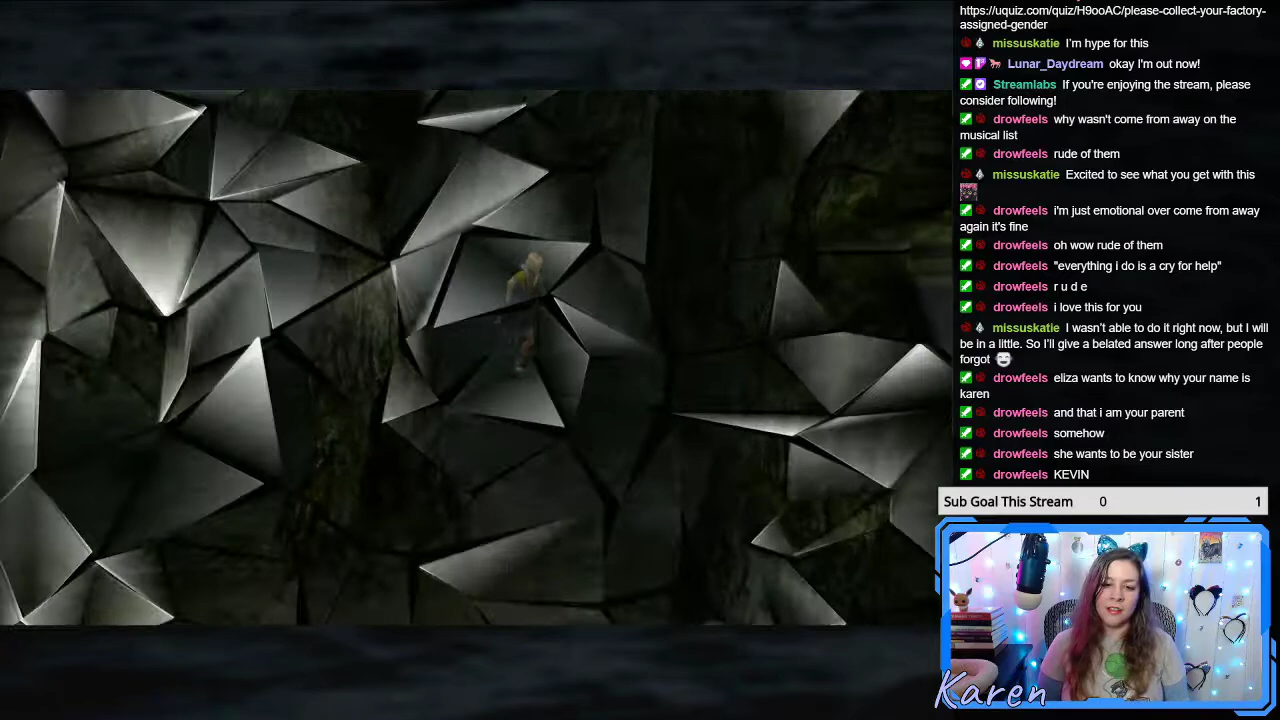 https://uquiz.com/quiz/H9ooAC/please-collect-your-factory-
assigned-gender
missuskatie I'm hype for this
Lunar_Daydream okay I'm out now!
Streamlabs If you're enjoying the stream, please
consider following!
drowfeels why wasn't come from away on the
musical list
drowfeels rude of them
missuskatie Excited to see what you get with this
drowfeels i'm just emotional over come from away
again it's fine
drowfeels oh wow rude of them
drowfeels "everything i do is a cry for help"
drowfeels r u d e
drowfeels i love this for you
missuskatie I wasn't able to do it right now, but I will
be in a little. So I'll give a belated answer long after people
forgot
drowfeels eliza wants to know why your name is
karen
drowfeels and that i am your parent
drowfeels somehow
drowfeels she wants to be your sister
drowfeels KEVIN
Sub Goal This Stream 0 1
Karen